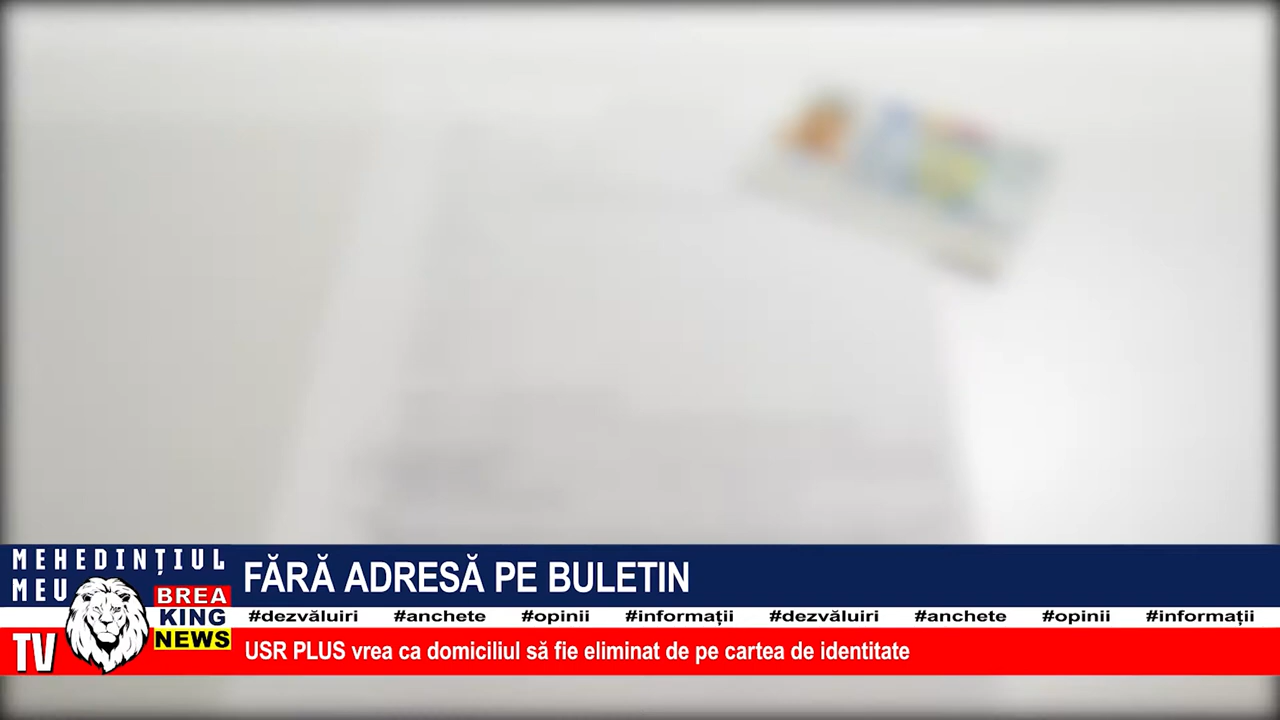 MEHEDINȚIUL
MEU
TV
BREA
KING
NEWS
FĂRĂ ADRESĂ PE BULETIN
#dezvăluiri #anchete #opinii #informații #dezvăluiri #anchete #opinii #informații
USR PLUS vrea ca domiciliul să fie eliminat de pe cartea de identitate